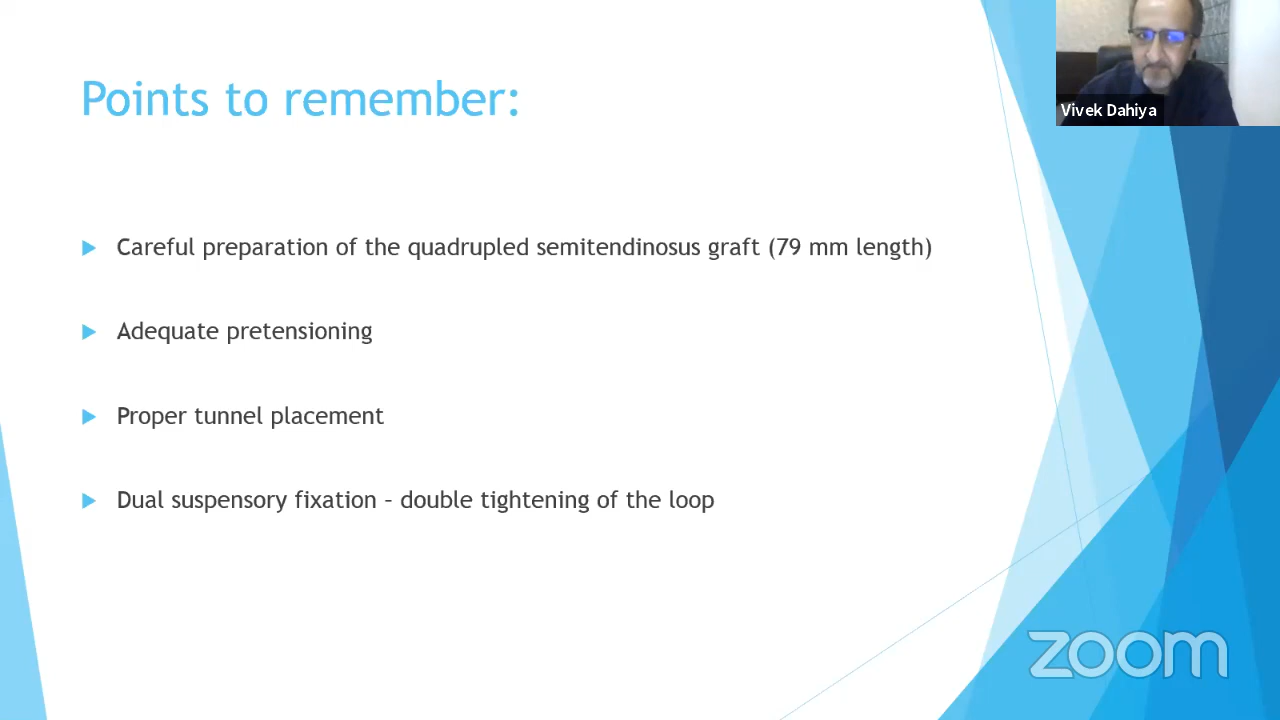 Points to remember:
Vivek Dahiya
Careful preparation of the quadrupled semitendinosus graft (79 mm length)
Adequate pretensioning
Proper tunnel placement
Dual suspensory fixation – double tightening of the loop
zoom